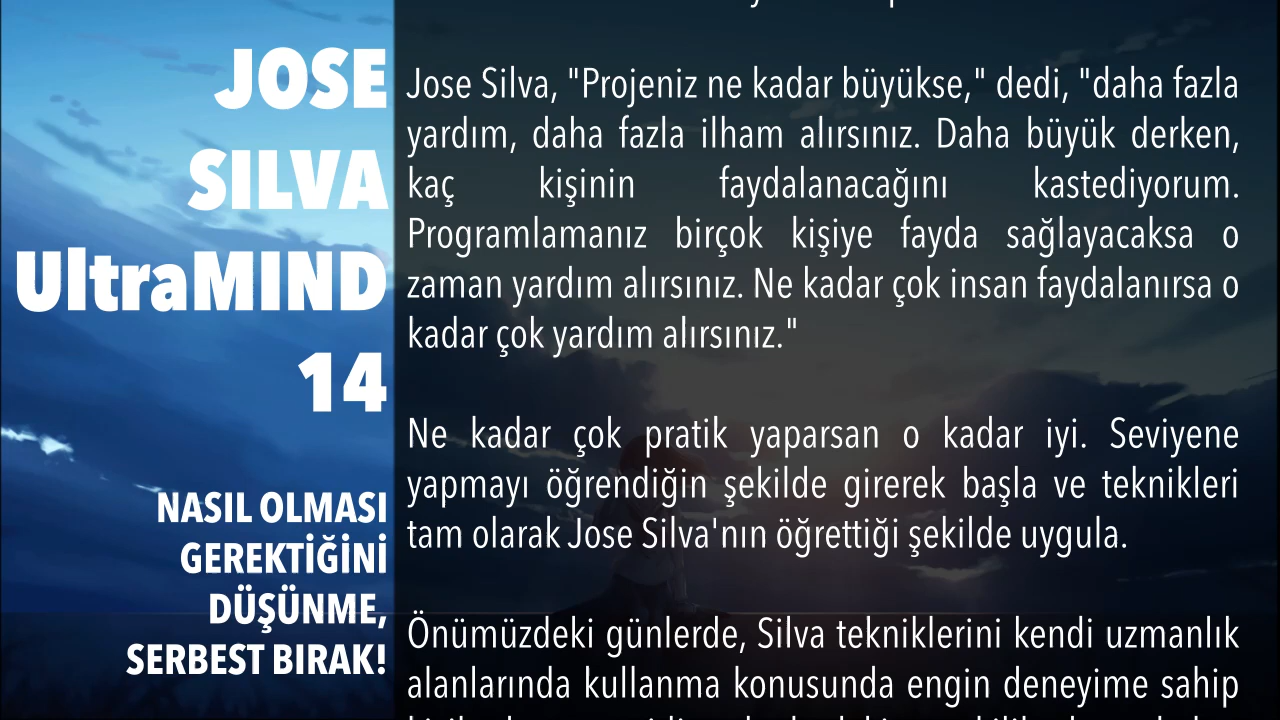 JOSE
SILVA
UltraMIND
14
NASIL OLMASI
GEREKTİĞİNİ
DÜŞÜNME,
SERBEST BIRAK!
Jose Silva, "Projeniz ne kadar büyükse," dedi, "daha fazla
yardım, daha fazla ilham alırsınız. Daha büyük derken,
kaç kişinin faydalanacağını kastediyorum.
Programlamanız birçok kişiye fayda sağlayacaksa o
zaman yardım alırsınız. Ne kadar çok insan faydalanırsa o
kadar çok yardım alırsınız."
Ne kadar çok pratik yaparsan o kadar iyi. Seviyene
yapmayı öğrendiğin şekilde girerek başla ve teknikleri
tam olarak Jose Silva'nın öğrettiği şekilde uygula.
Önümüzdeki günlerde, Silva tekniklerini kendi uzmanlık
alanlarında kullanma konusunda engin deneyime sahip